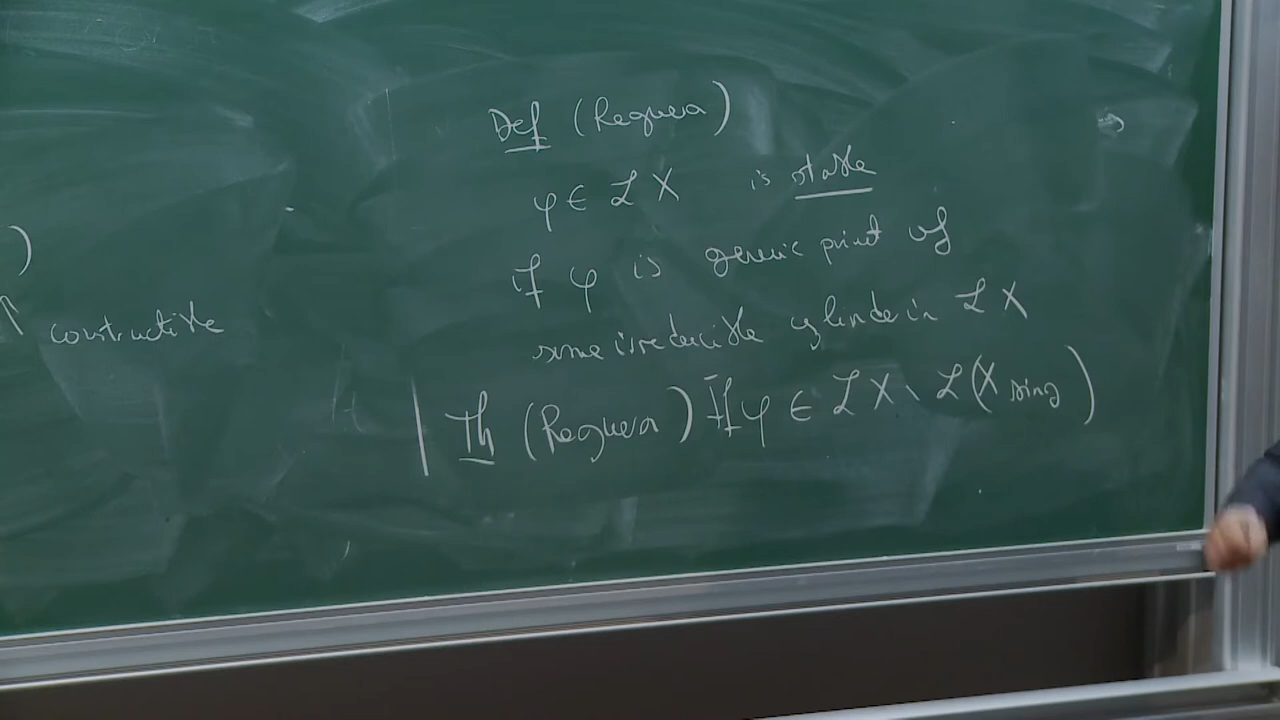 )
constructible
Def (Reguera)
φ ∈ ℒ X is stable
if φ is generic point of
some irreducible cylinder in ℒ X
Th (Reguera) If φ ∈ ℒ X \ ℒ(X sing)